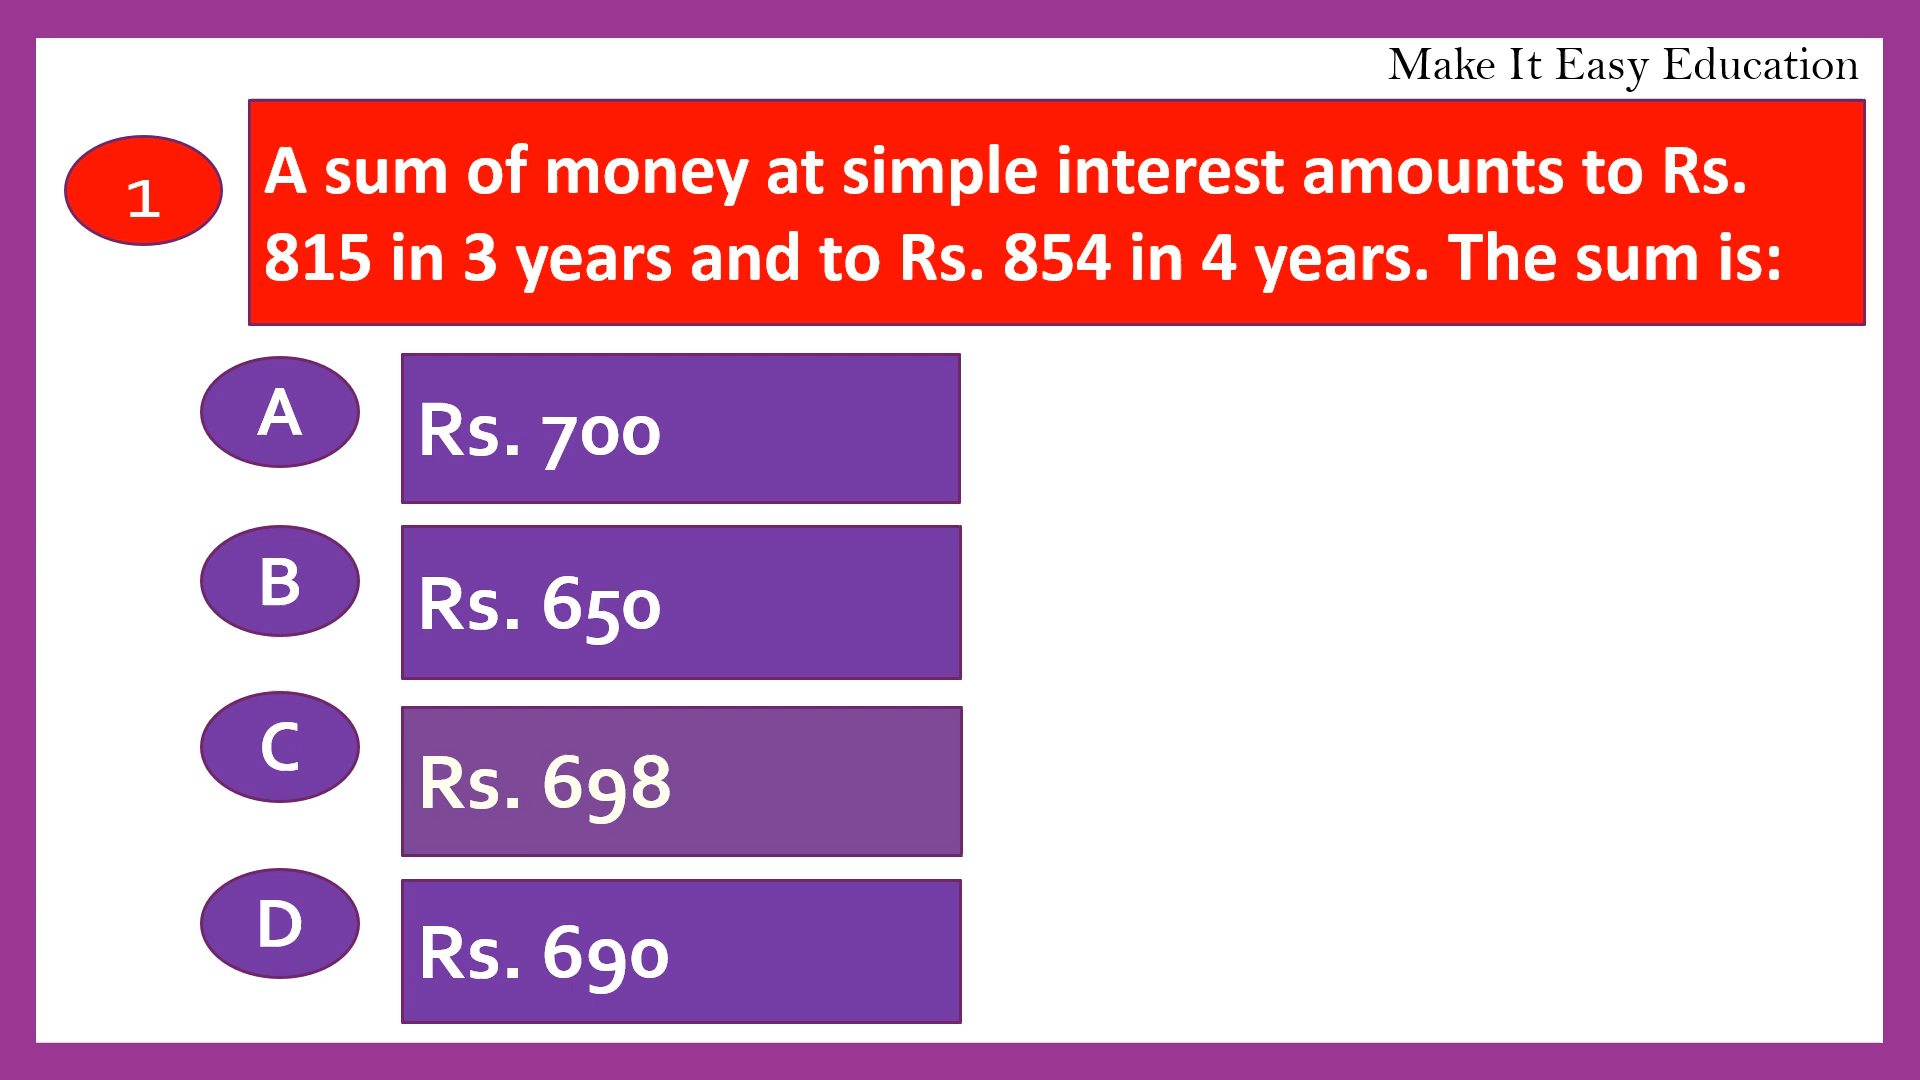 Make It Easy Education
1
A sum of money at simple interest amounts to Rs.
815 in 3 years and to Rs. 854 in 4 years. The sum is:
A
Rs. 700
B
Rs. 650
C
Rs. 698
D
Rs. 690